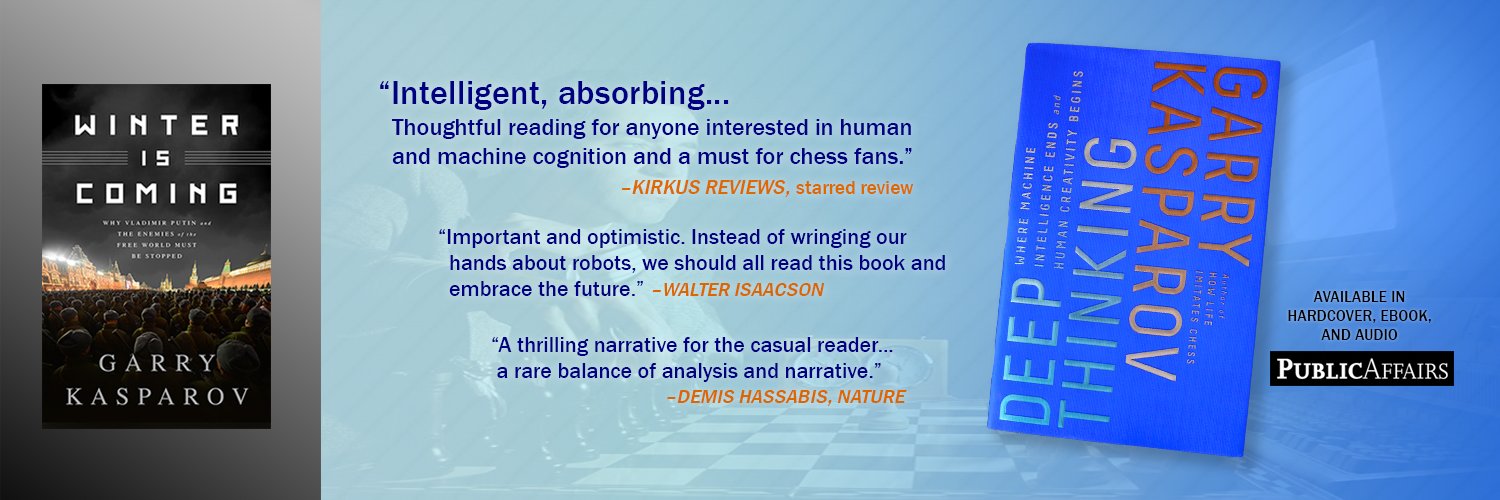 WINTER
IS
COMING
WHY VLADIMIR PUTIN and
THE ENEMIES of the
FREE WORLD MUST
BE STOPPED
GARRY
KASPAROV
“Intelligent, absorbing...
Thoughtful reading for anyone interested in human
and machine cognition and a must for chess fans.”
–KIRKUS REVIEWS, starred review
“Important and optimistic. Instead of wringing our
hands about robots, we should all read this book and
embrace the future.” –WALTER ISAACSON
“A thrilling narrative for the casual reader...
a rare balance of analysis and narrative.”
–DEMIS HASSABIS, NATURE
DEEP
THINKING
WHERE MACHINE
INTELLIGENCE ENDS and
HUMAN CREATIVITY BEGINS
GARRY
KASPAROV
Author of
HOW LIFE
IMITATES CHESS
AVAILABLE IN
HARDCOVER, EBOOK,
AND AUDIO
PUBLICAFFAIRS